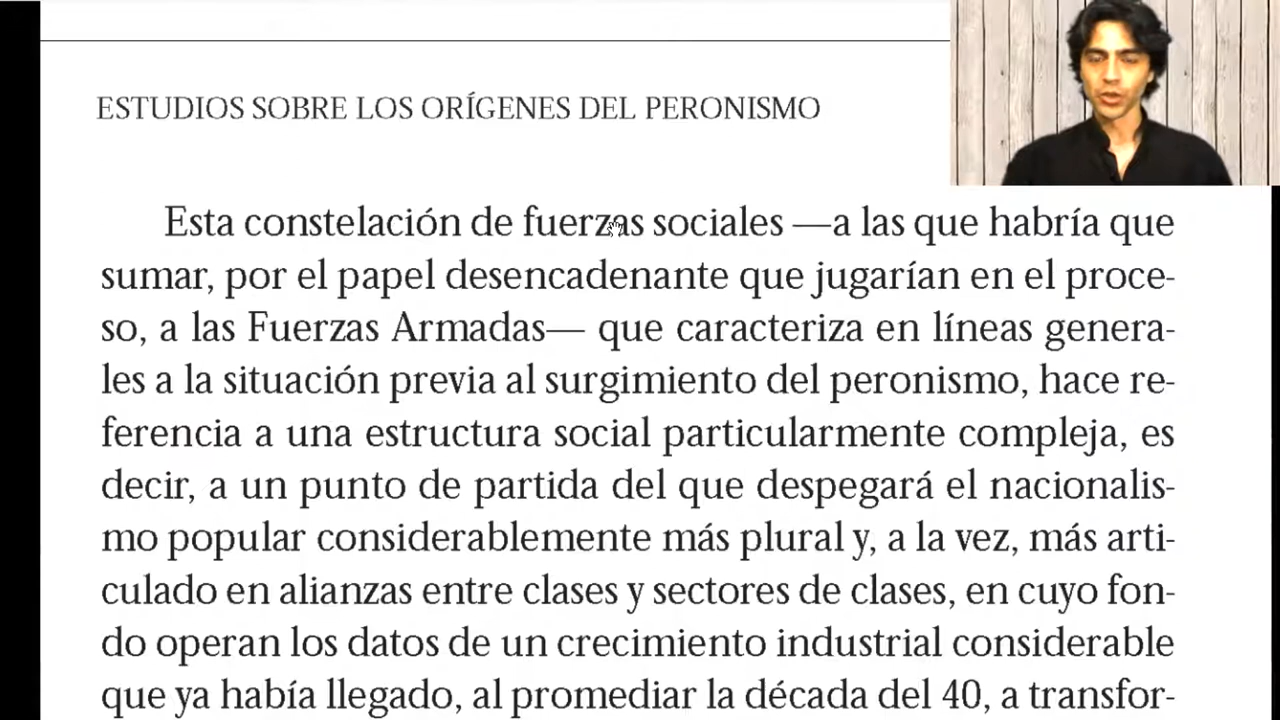 ESTUDIOS SOBRE LOS ORÍGENES DEL PERONISMO
Esta constelación de fuerzas sociales —a las que habría que
sumar, por el papel desencadenante que jugarían en el proce-
so, a las Fuerzas Armadas— que caracteriza en líneas genera-
les a la situación previa al surgimiento del peronismo, hace re-
ferencia a una estructura social particularmente compleja, es
decir, a un punto de partida del que despegará el nacionalis-
mo popular considerablemente más plural y, a la vez, más arti-
culado en alianzas entre clases y sectores de clases, en cuyo fon-
do operan los datos de un crecimiento industrial considerable
que ya había llegado, al promediar la década del 40, a transfor-